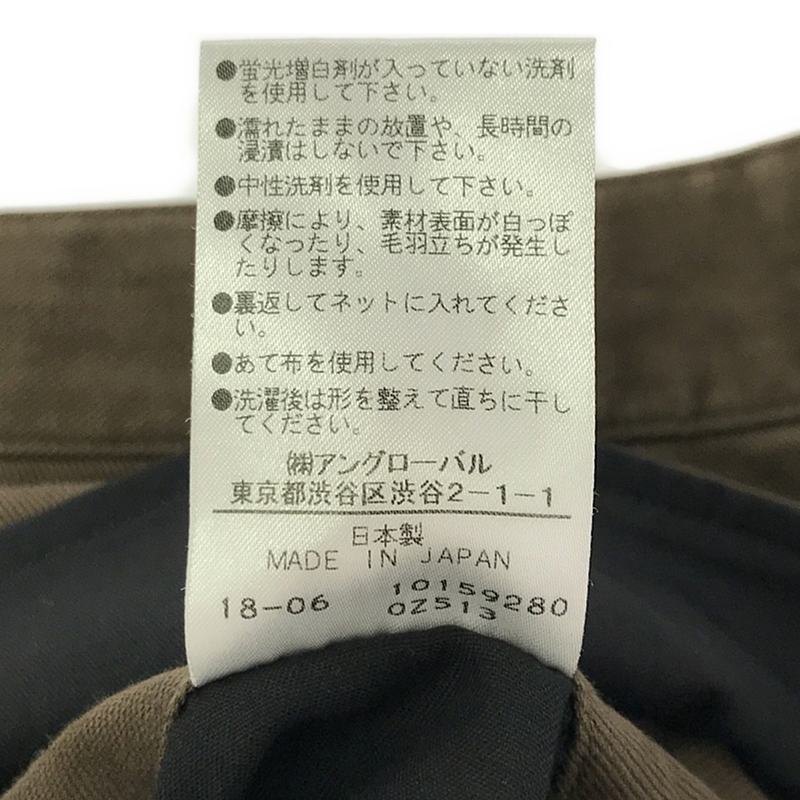 ●蛍光増白剤が入っていない洗剤
を使用して下さい。
●濡れたままの放置や、長時間の
浸漬はしないで下さい。
●中性洗剤を使用して下さい。
●摩擦により、素材表面が白っぽ
くなったり、毛羽立ちが発生し
たりします。
●裏返してネットに入れてくださ
い。
●あて布を使用してください。
●洗濯後は形を整えて直ちに干し
てください。
㈱アングローバル
東京都渋谷区渋谷2-1-1
日本製
MADE IN JAPAN
18-06 10159280
0Z513